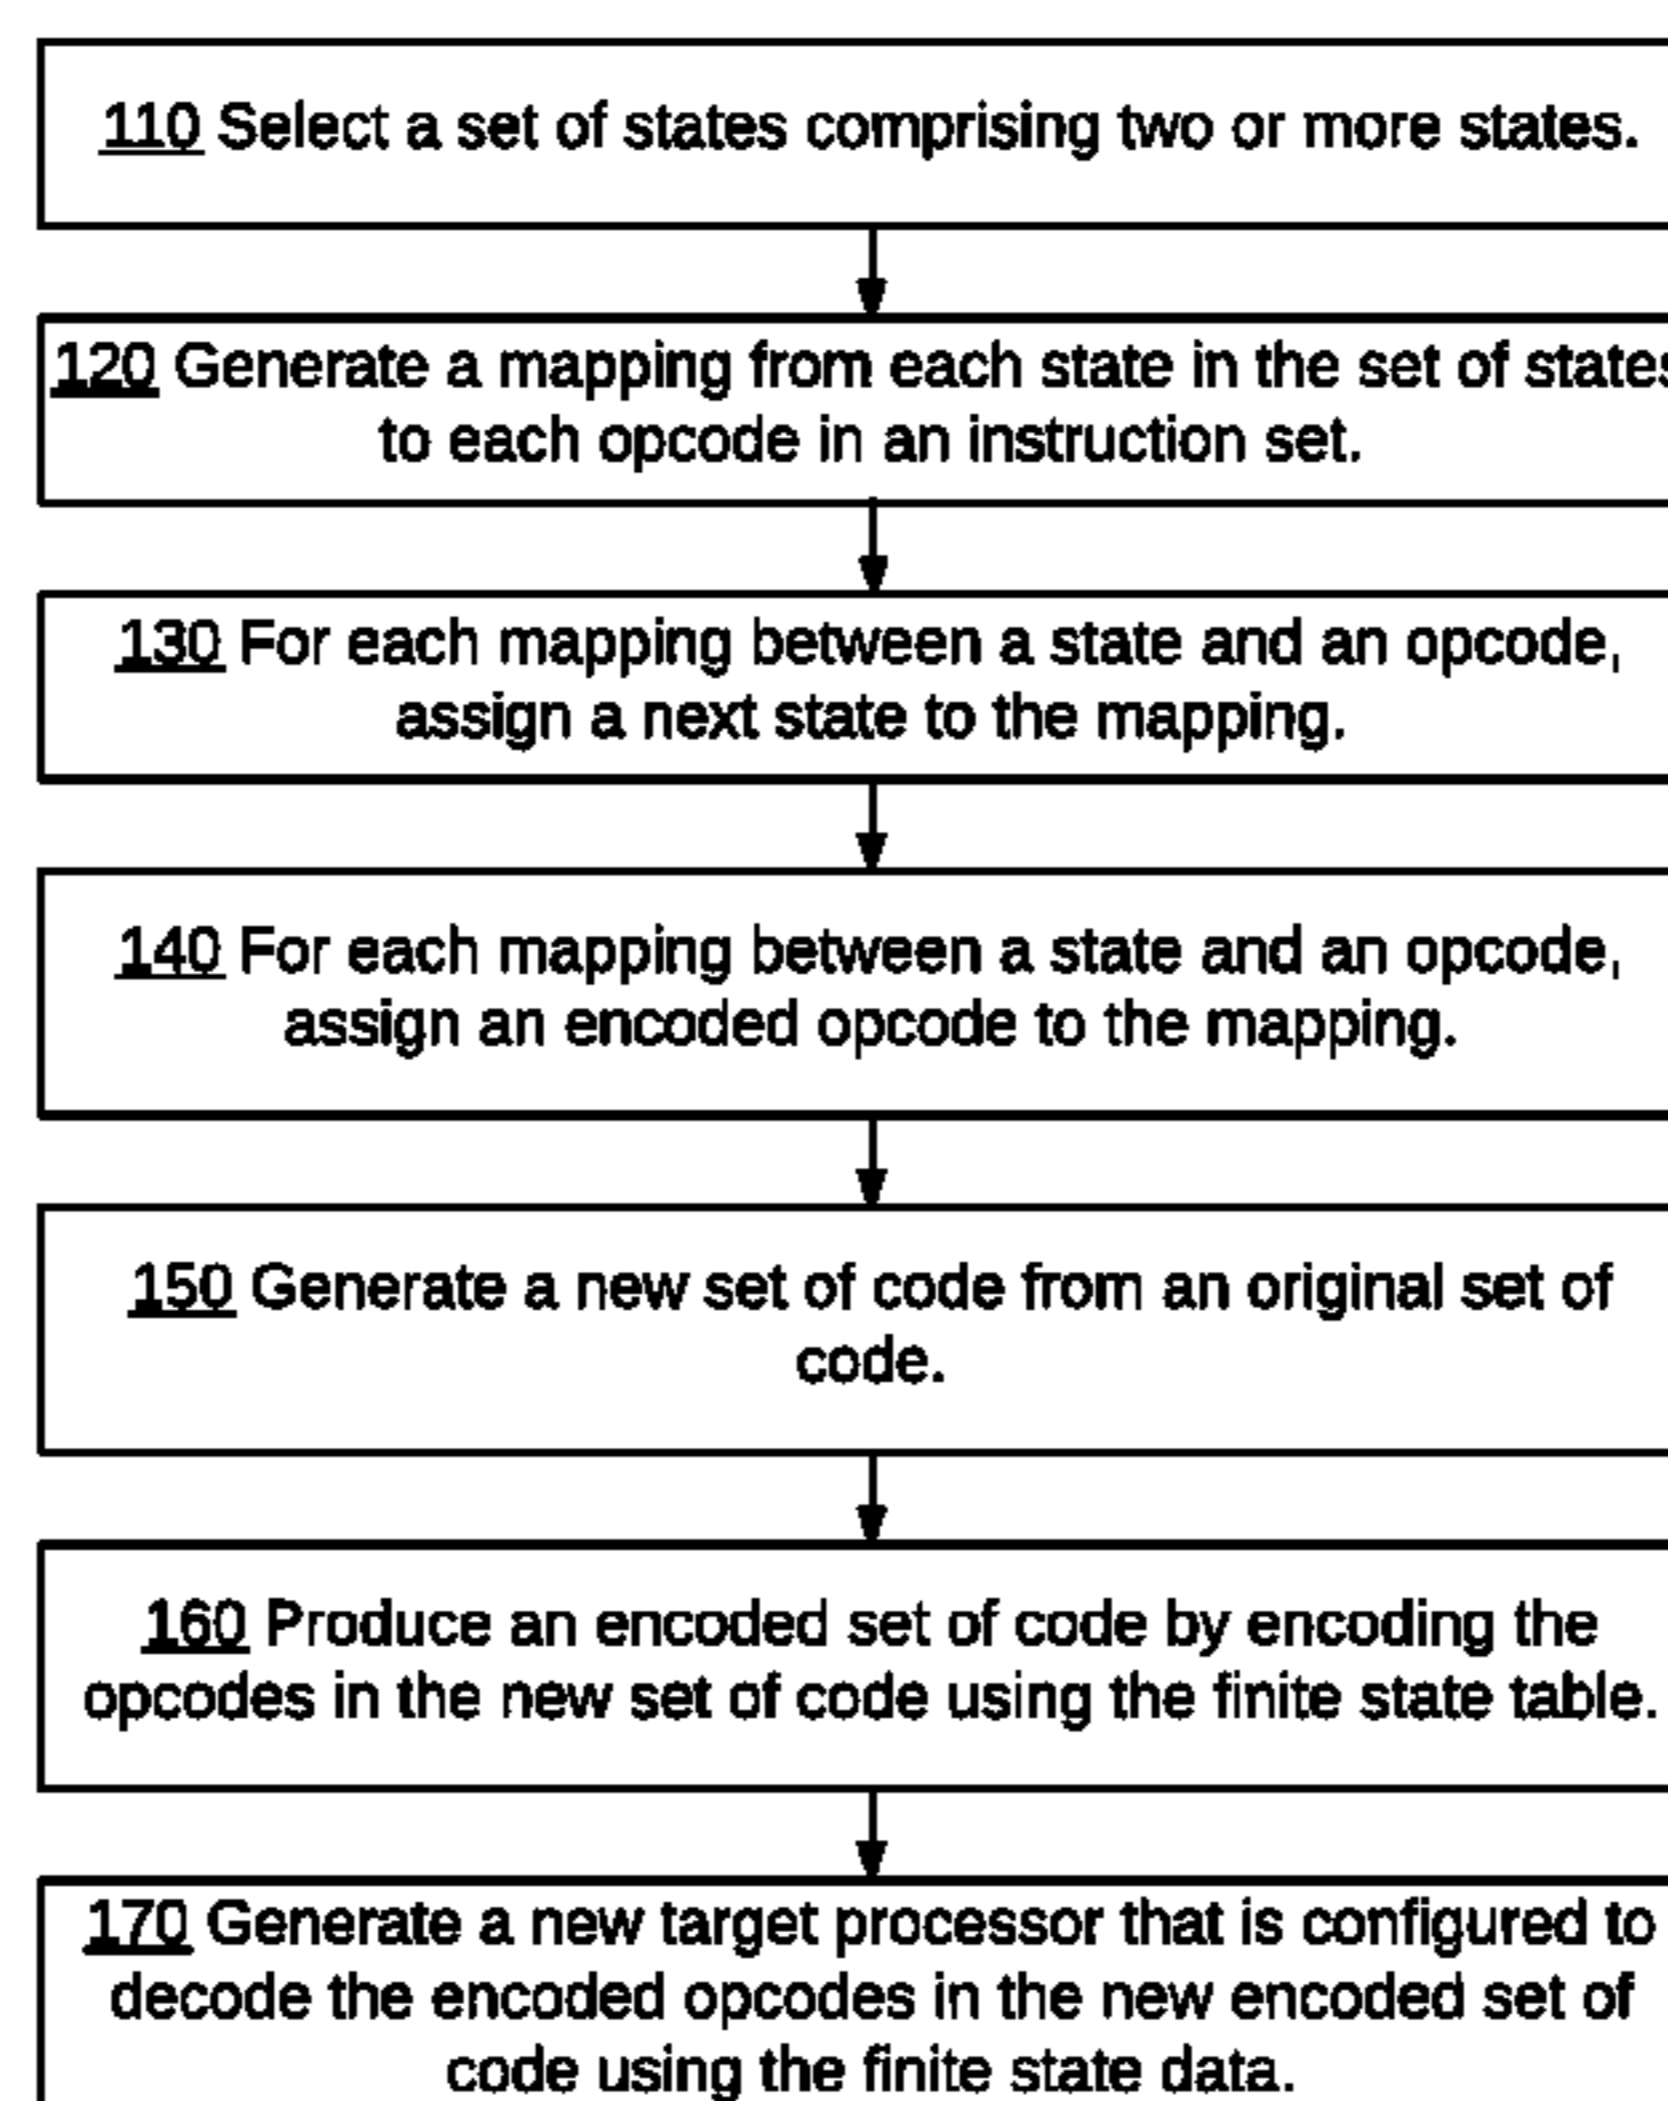 110 Select a set of states comprising two or more states.
120 Generate a mapping from each state in the set of states
to each opcode in an instruction set.
130 For each mapping between a state and an opcode,
assign a next state to the mapping.
140 For each mapping between a state and an opcode,
assign an encoded opcode to the mapping.
150 Generate a new set of code from an original set of
code.
160 Produce an encoded set of code by encoding the
opcodes in the new set of code using the finite state table.
170 Generate a new target processor that is configured to
decode the encoded opcodes in the new encoded set of
code using the finite state data.